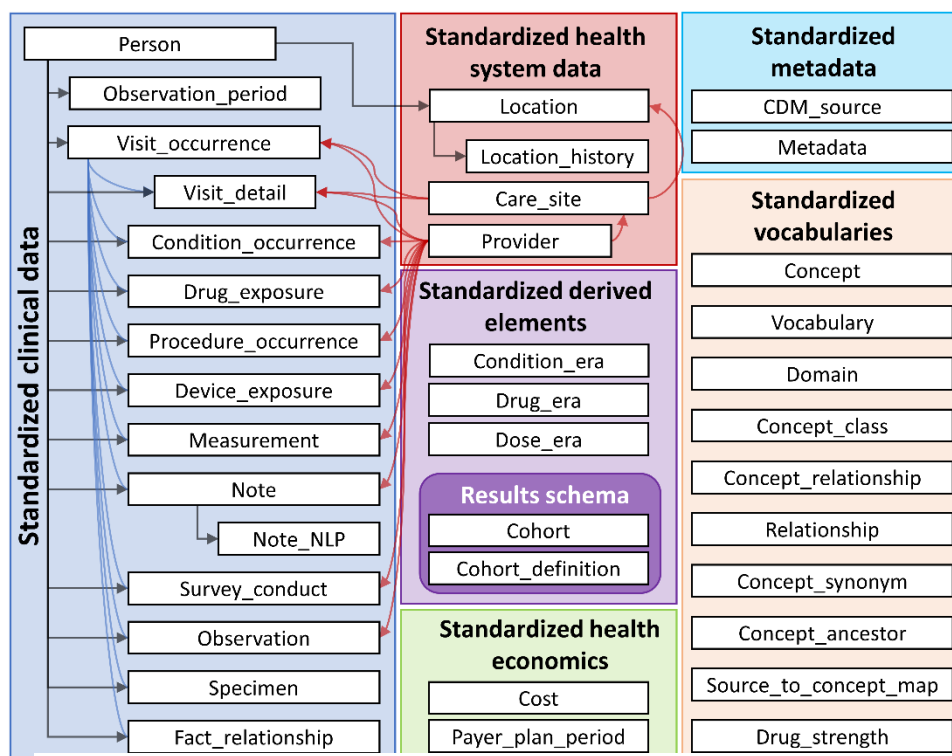 Standardized clinical data
Person
Observation_period
Visit_occurrence
Visit_detail
Condition_occurrence
Drug_exposure
Procedure_occurrence
Device_exposure
Measurement
Note
Note_NLP
Survey_conduct
Observation
Specimen
Fact_relationship
Standardized health
system data
Location
Location_history
Care_site
Provider
Standardized derived
elements
Condition_era
Drug_era
Dose_era
Results schema
Cohort
Cohort_definition
Standardized health
economics
Cost
Payer_plan_period
Standardized
metadata
CDM_source
Metadata
Standardized
vocabularies
Concept
Vocabulary
Domain
Concept_class
Concept_relationship
Relationship
Concept_synonym
Concept_ancestor
Source_to_concept_map
Drug_strength